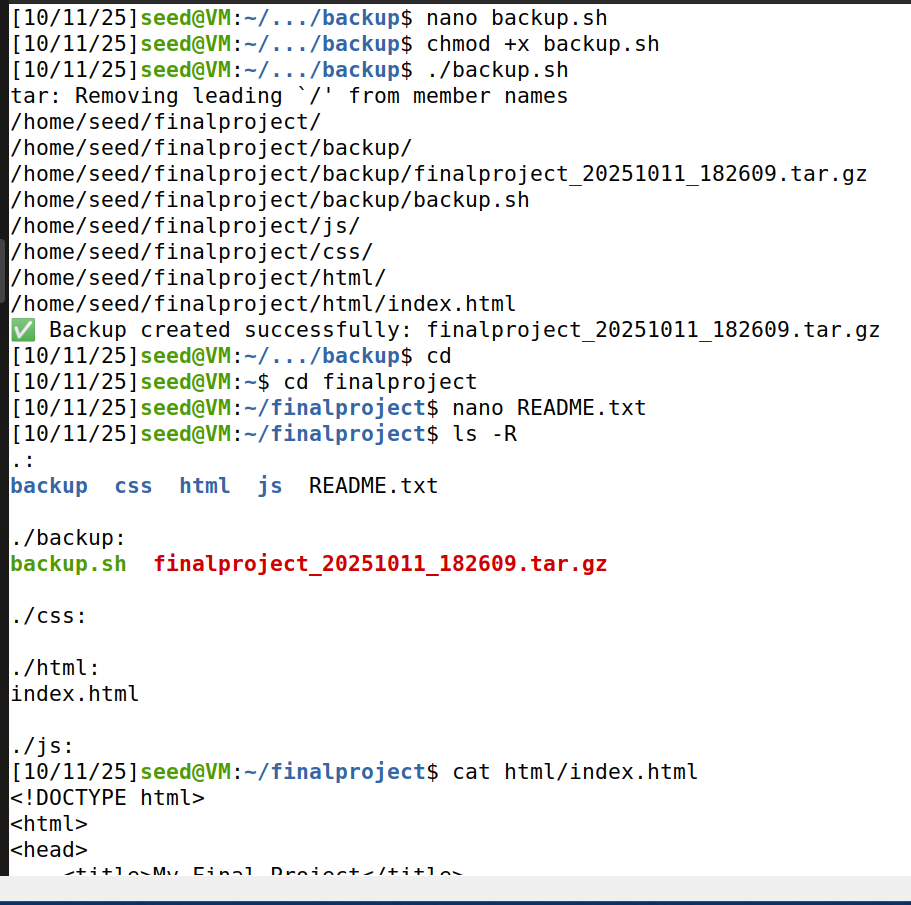 [10/11/25]seed@VM:~/.../backup$ nano backup.sh
[10/11/25]seed@VM:~/.../backup$ chmod +x backup.sh
[10/11/25]seed@VM:~/.../backup$ ./backup.sh
tar: Removing leading `/' from member names
/home/seed/finalproject/
/home/seed/finalproject/backup/
/home/seed/finalproject/backup/finalproject_20251011_182609.tar.gz
/home/seed/finalproject/backup/backup.sh
/home/seed/finalproject/js/
/home/seed/finalproject/css/
/home/seed/finalproject/html/
/home/seed/finalproject/html/index.html
✅ Backup created successfully: finalproject_20251011_182609.tar.gz
[10/11/25]seed@VM:~/.../backup$ cd
[10/11/25]seed@VM:~$ cd finalproject
[10/11/25]seed@VM:~/finalproject$ nano README.txt
[10/11/25]seed@VM:~/finalproject$ ls -R
.:
backup  css  html  js  README.txt

./backup:
backup.sh  finalproject_20251011_182609.tar.gz

./css:

./html:
index.html

./js:
[10/11/25]seed@VM:~/finalproject$ cat html/index.html
<!DOCTYPE html>
<html>
<head>
    <title>My Final Project</title>